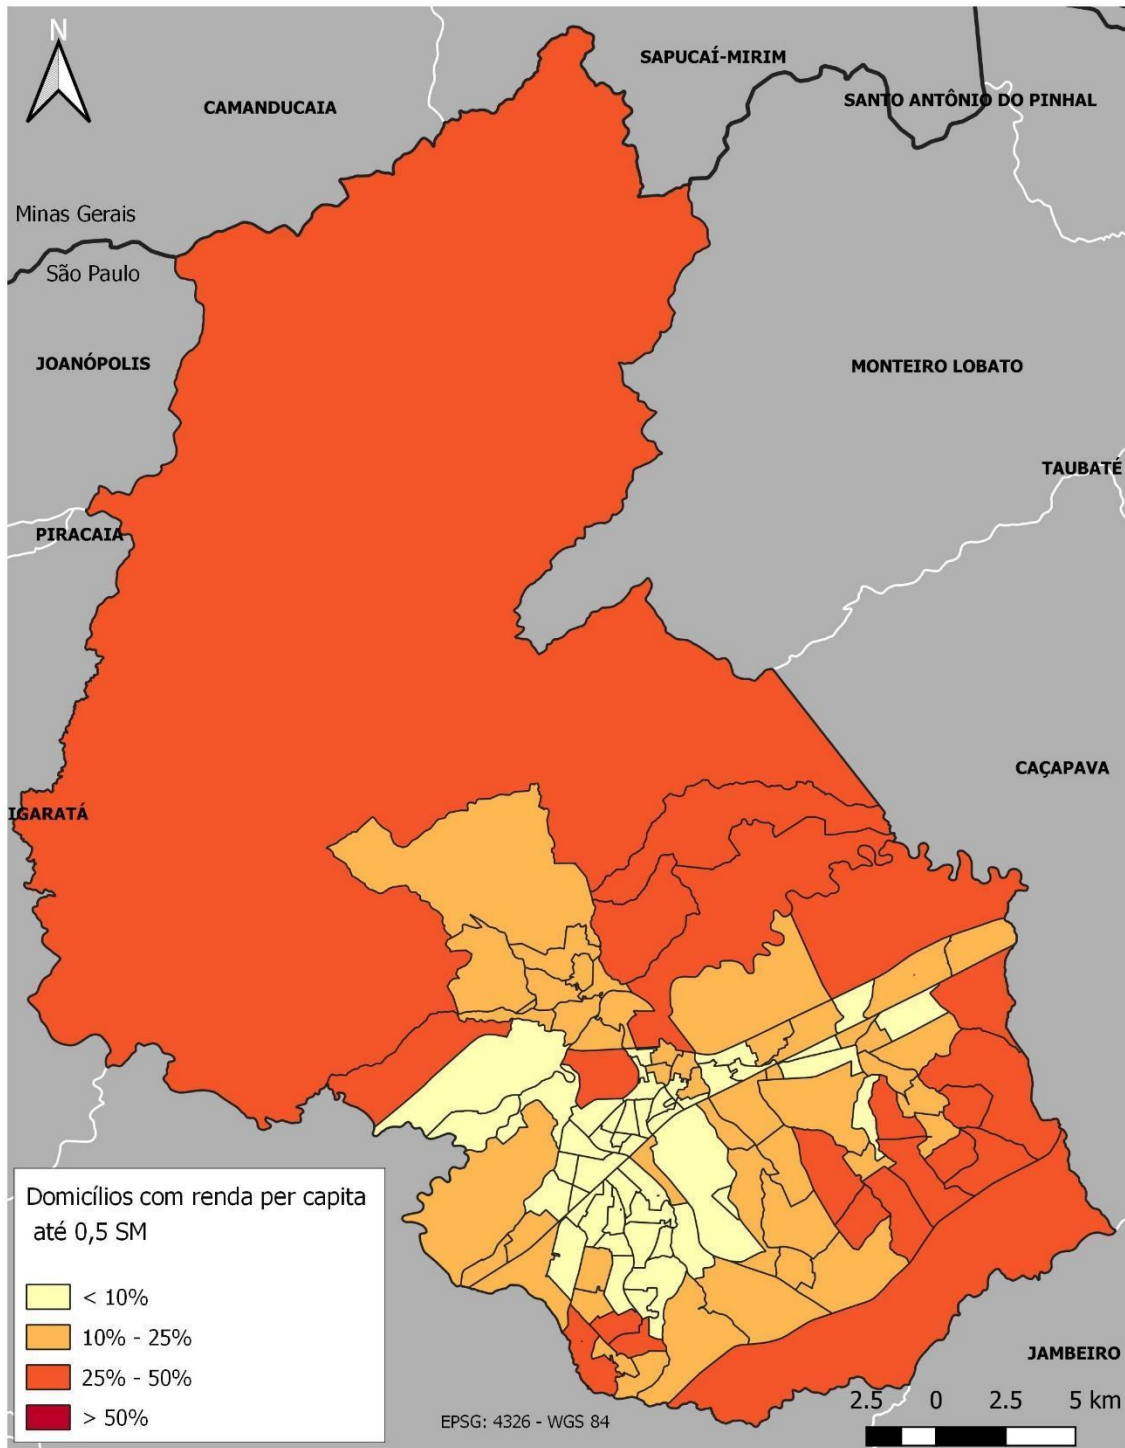 N
SAPUCAÍ-MIRIM
CAMANDUCAIA
SANTO ANTÔNIO DO PINHAL
Minas Gerais
São Paulo
JOANÓPOLIS
MONTEIRO LOBATO
TAUBATÉ
PIRACAIA
CAÇAPAVA
IGARATÁ
Domicílios com renda per capita
até 0,5 SM
< 10%
10% - 25%
25% - 50%
> 50%
JAMBEIRO
2.5 0 2.5 5 km
EPSG: 4326 - WGS 84